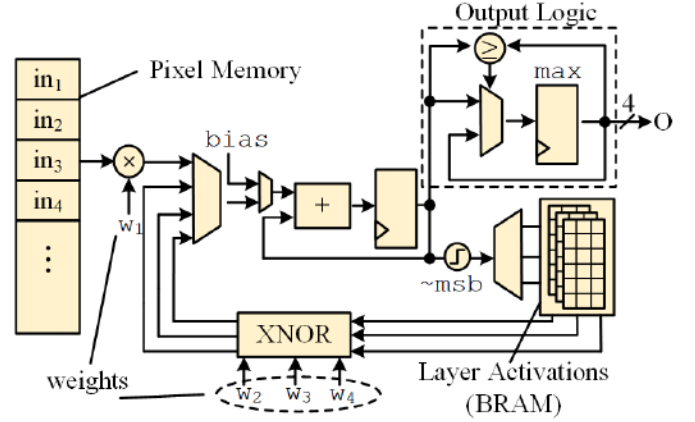 Output Logic
Pixel Memory
in1
in2
in3
in4
⋮
×
w1
bias
+
≥
max
4
O
~msb
XNOR
weights
w2 w3 w4
Layer Activations
(BRAM)